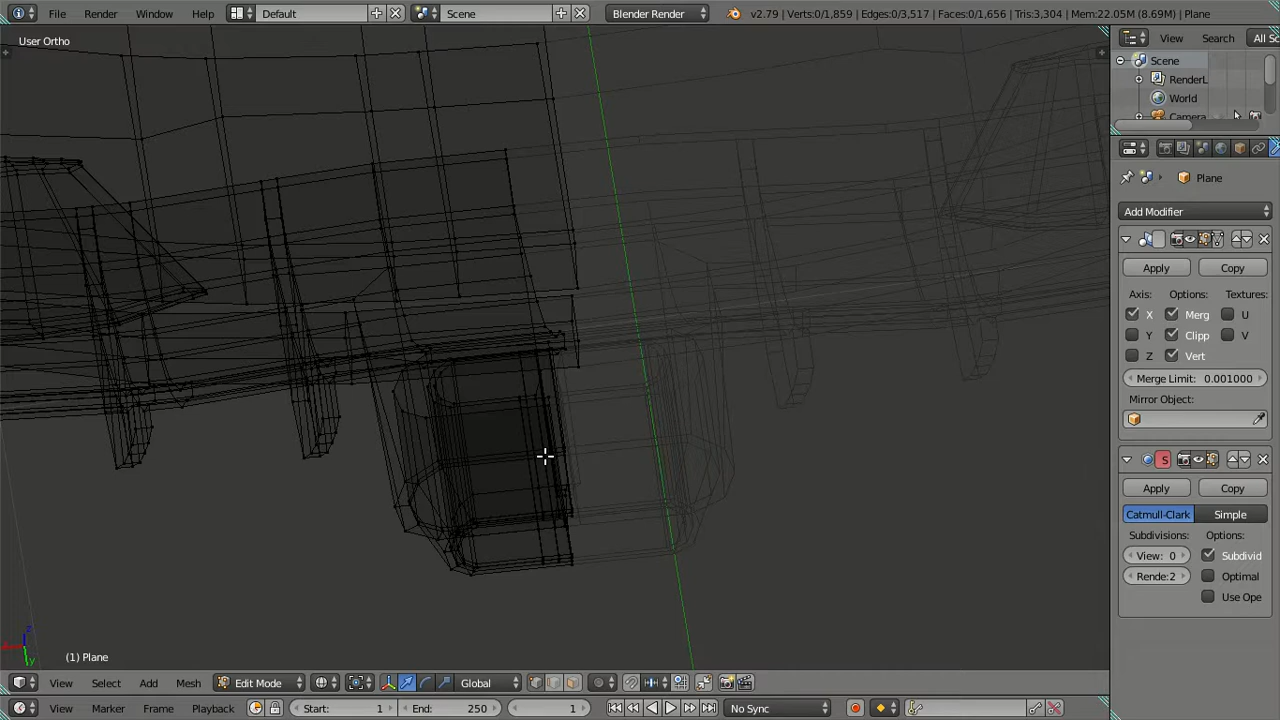 File Render Window Help Default Scene Blender Render v2.79 | Verts:0/1,859 | Edges:0/3,517 | Faces:0/1,656 | Tris:3,304 | Mem:22.05M (8.69M) | Plane
User Ortho
View Search All Sc
Scene
RenderL
World
Camera
Plane
Add Modifier
Apply Copy
Axis: Options: Textures:
X Merg U
Y Clipp V
Z Vert
Merge Limit: 0.001000
Mirror Object:
S
Apply Copy
Catmull-Clark Simple
Subdivisions: Options:
View: 0 Subdivid
Rende:2 Optimal
Use Ope
z
y
(1) Plane
View Select Add Mesh Edit Mode Global
View Marker Frame Playback Start: 1 End: 250 1 No Sync